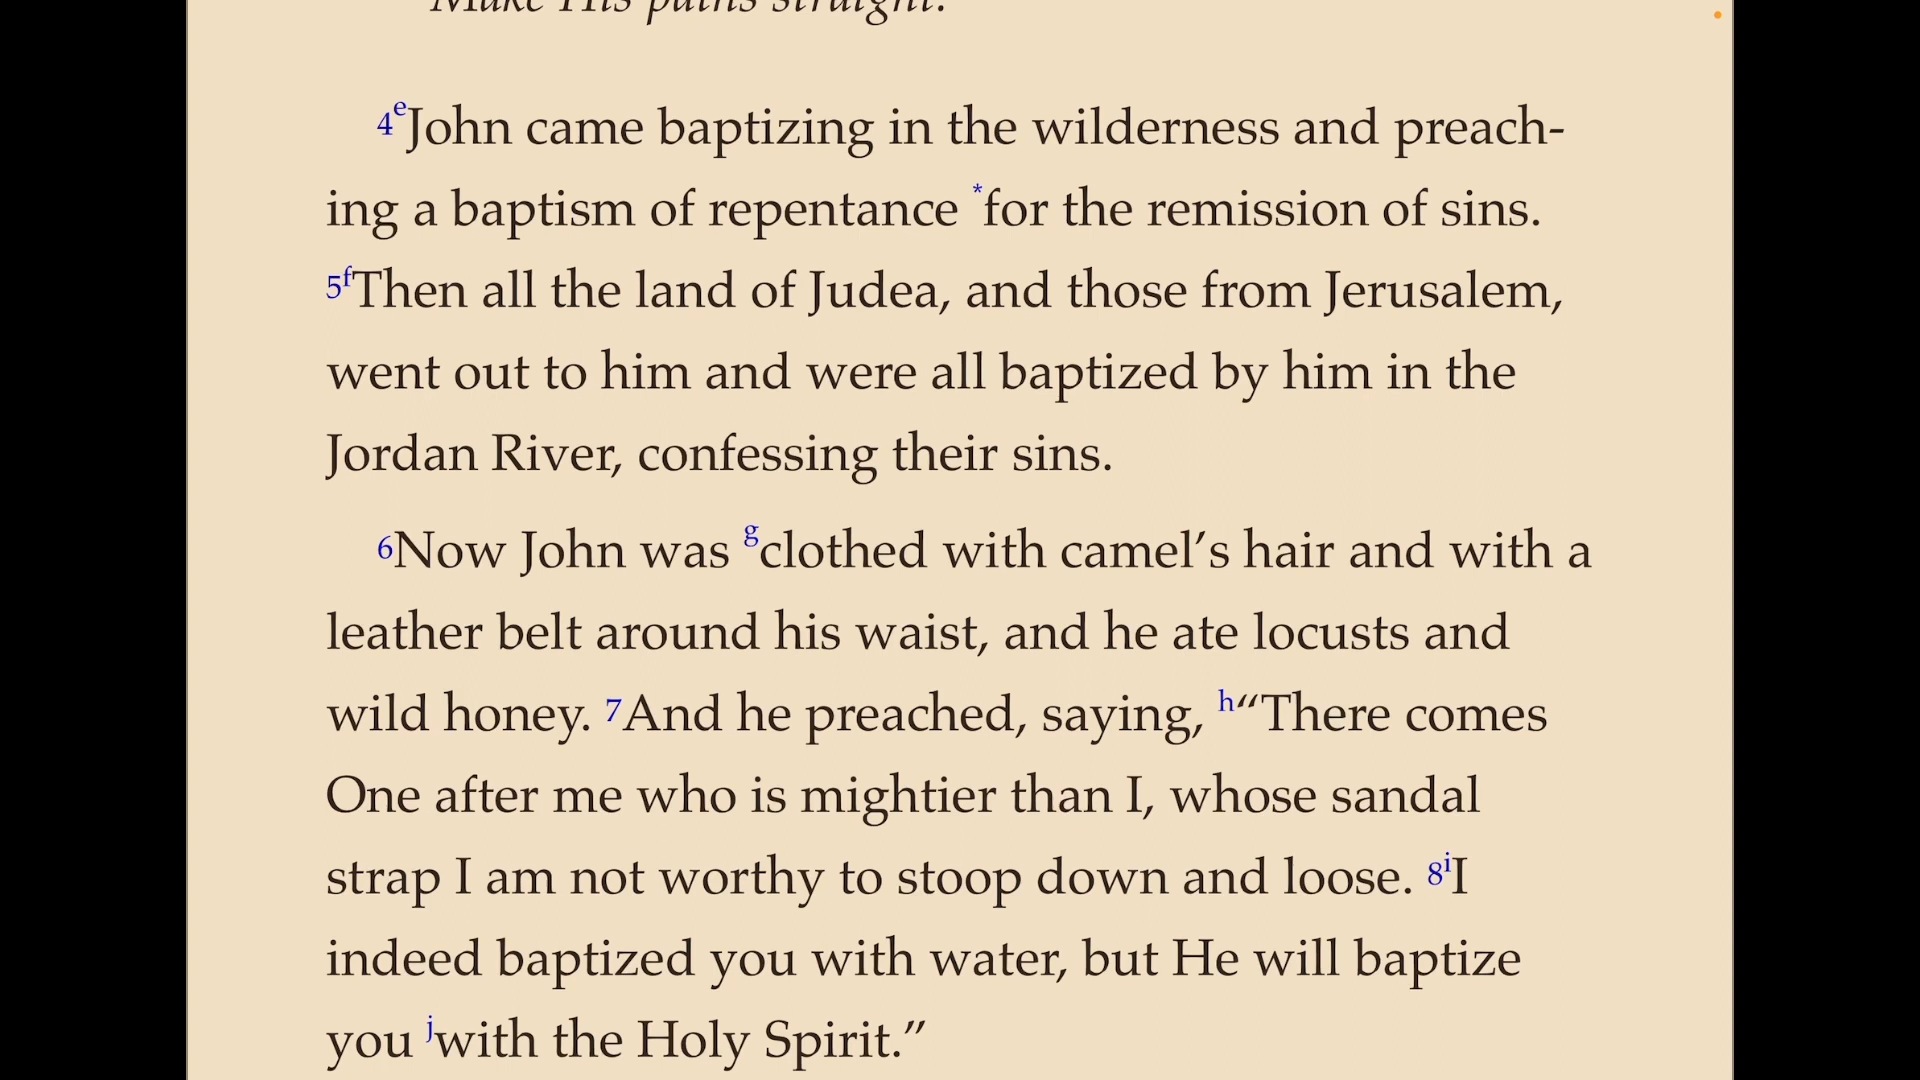 Make His paths straight.'
4eJohn came baptizing in the wilderness and preach-
ing a baptism of repentance *for the remission of sins.
5fThen all the land of Judea, and those from Jerusalem,
went out to him and were all baptized by him in the
Jordan River, confessing their sins.
6Now John was gclothed with camel’s hair and with a
leather belt around his waist, and he ate locusts and
wild honey. 7And he preached, saying, h“There comes
One after me who is mightier than I, whose sandal
strap I am not worthy to stoop down and loose. 8iI
indeed baptized you with water, but He will baptize
you jwith the Holy Spirit.”